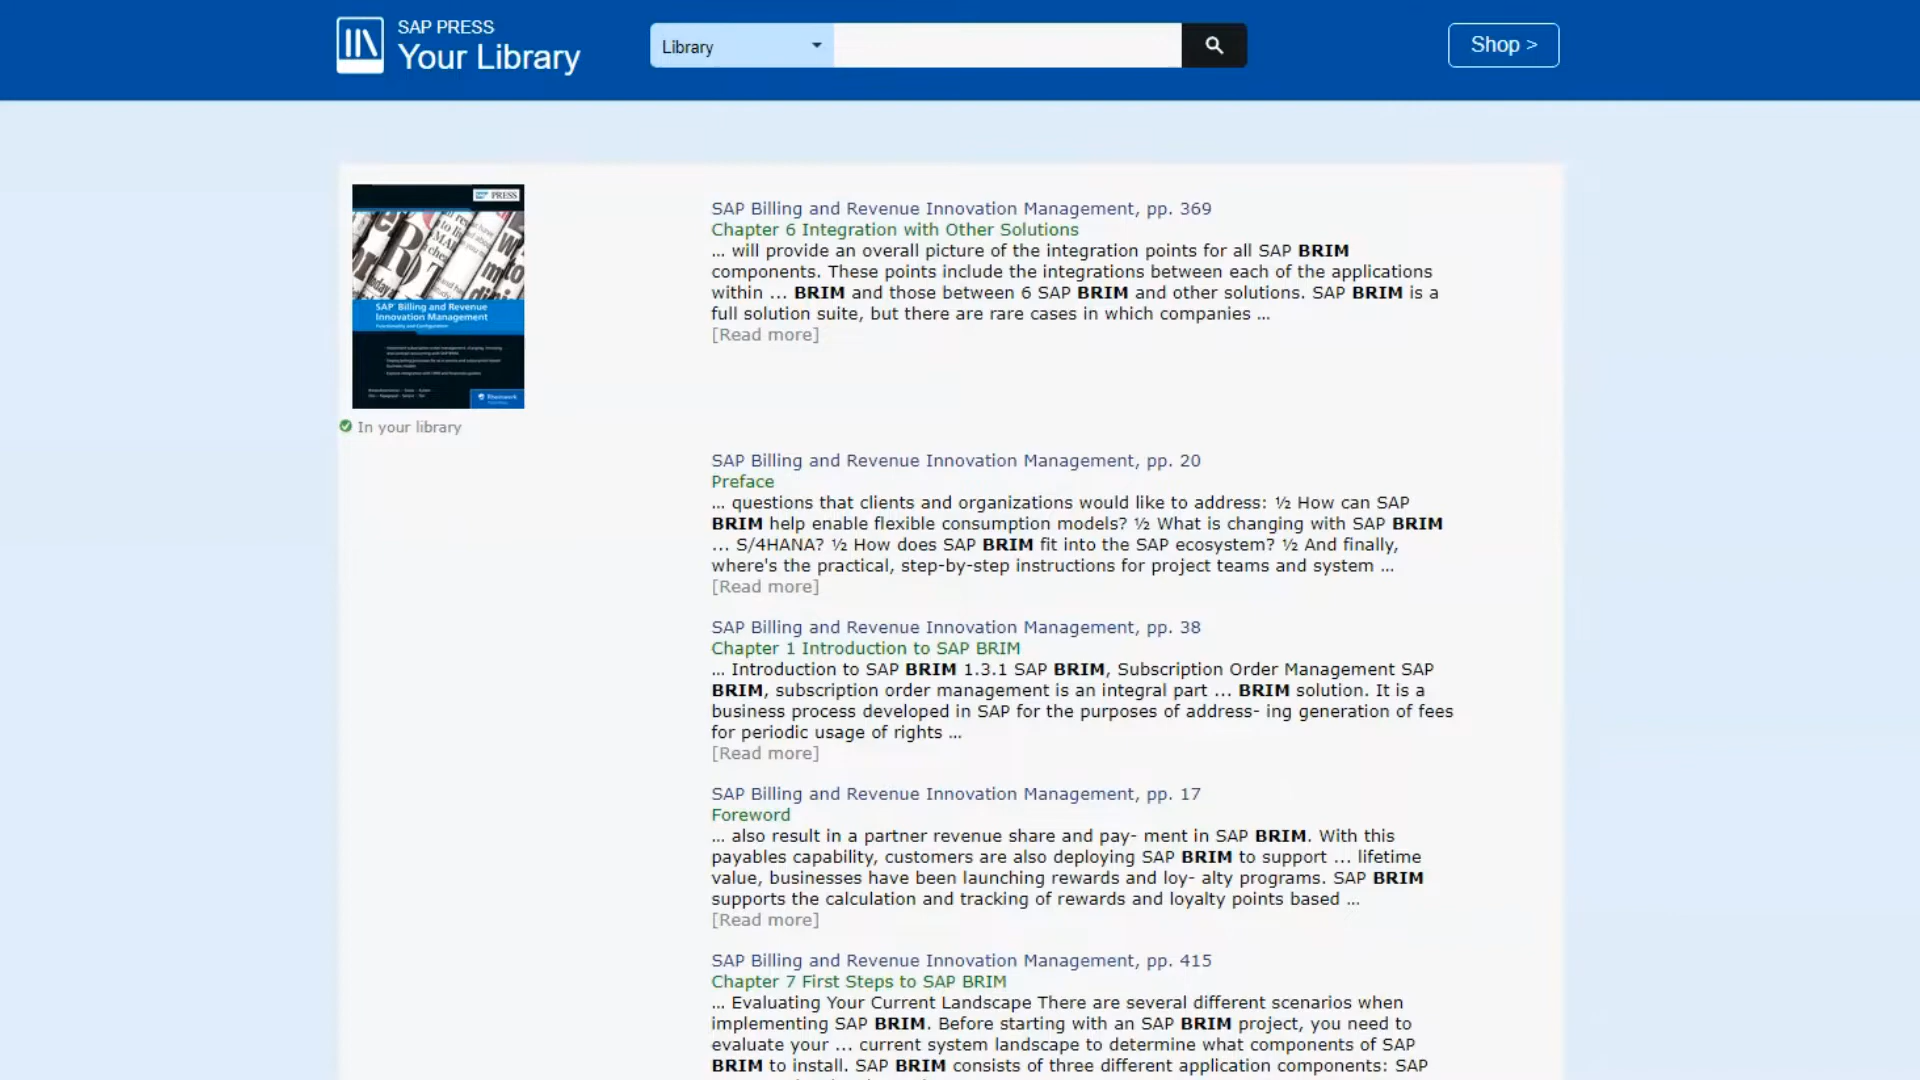 SAP PRESS
Your Library
Library
Shop >
SAP PRESS
SAP Billing and Revenue
Innovation Management
Functionality and Configuration
Rheinwerk
In your library
SAP Billing and Revenue Innovation Management, pp. 369
Chapter 6 Integration with Other Solutions
... will provide an overall picture of the integration points for all SAP BRIM
components. These points include the integrations between each of the applications
within ... BRIM and those between 6 SAP BRIM and other solutions. SAP BRIM is a
full solution suite, but there are rare cases in which companies ...
[Read more]
SAP Billing and Revenue Innovation Management, pp. 20
Preface
... questions that clients and organizations would like to address: ½ How can SAP
BRIM help enable flexible consumption models? ½ What is changing with SAP BRIM
... S/4HANA? ½ How does SAP BRIM fit into the SAP ecosystem? ½ And finally,
where's the practical, step-by-step instructions for project teams and system ...
[Read more]
SAP Billing and Revenue Innovation Management, pp. 38
Chapter 1 Introduction to SAP BRIM
... Introduction to SAP BRIM 1.3.1 SAP BRIM, Subscription Order Management SAP
BRIM, subscription order management is an integral part ... BRIM solution. It is a
business process developed in SAP for the purposes of address- ing generation of fees
for periodic usage of rights ...
[Read more]
SAP Billing and Revenue Innovation Management, pp. 17
Foreword
... also result in a partner revenue share and pay- ment in SAP BRIM. With this
payables capability, customers are also deploying SAP BRIM to support ... lifetime
value, businesses have been launching rewards and loy- alty programs. SAP BRIM
supports the calculation and tracking of rewards and loyalty points based ...
[Read more]
SAP Billing and Revenue Innovation Management, pp. 415
Chapter 7 First Steps to SAP BRIM
... Evaluating Your Current Landscape There are several different scenarios when
implementing SAP BRIM. Before starting with an SAP BRIM project, you need to
evaluate your ... current system landscape to determine what components of SAP
BRIM to install. SAP BRIM consists of three different application components: SAP